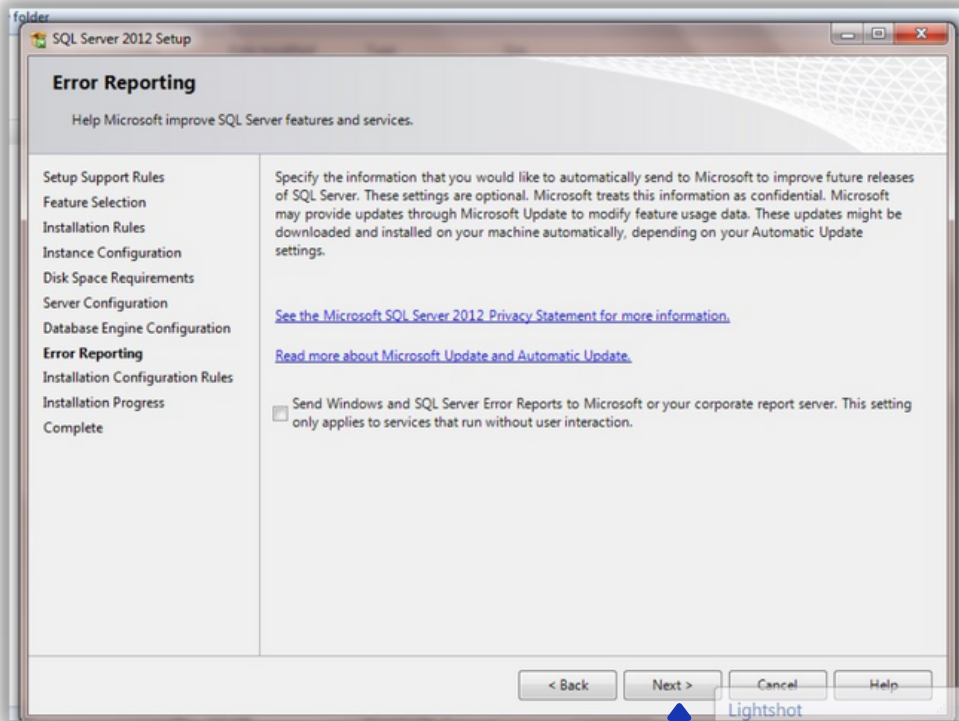 folder
SQL Server 2012 Setup
Error Reporting
Help Microsoft improve SQL Server features and services.
Setup Support Rules
Feature Selection
Installation Rules
Instance Configuration
Disk Space Requirements
Server Configuration
Database Engine Configuration
Error Reporting
Installation Configuration Rules
Installation Progress
Complete
Specify the information that you would like to automatically send to Microsoft to improve future releases
of SQL Server. These settings are optional. Microsoft treats this information as confidential. Microsoft
may provide updates through Microsoft Update to modify feature usage data. These updates might be
downloaded and installed on your machine automatically, depending on your Automatic Update
settings.
See the Microsoft SQL Server 2012 Privacy Statement for more information.
Read more about Microsoft Update and Automatic Update.
Send Windows and SQL Server Error Reports to Microsoft or your corporate report server. This setting
only applies to services that run without user interaction.
< Back
Next >
Cancel
Help
Lightshot